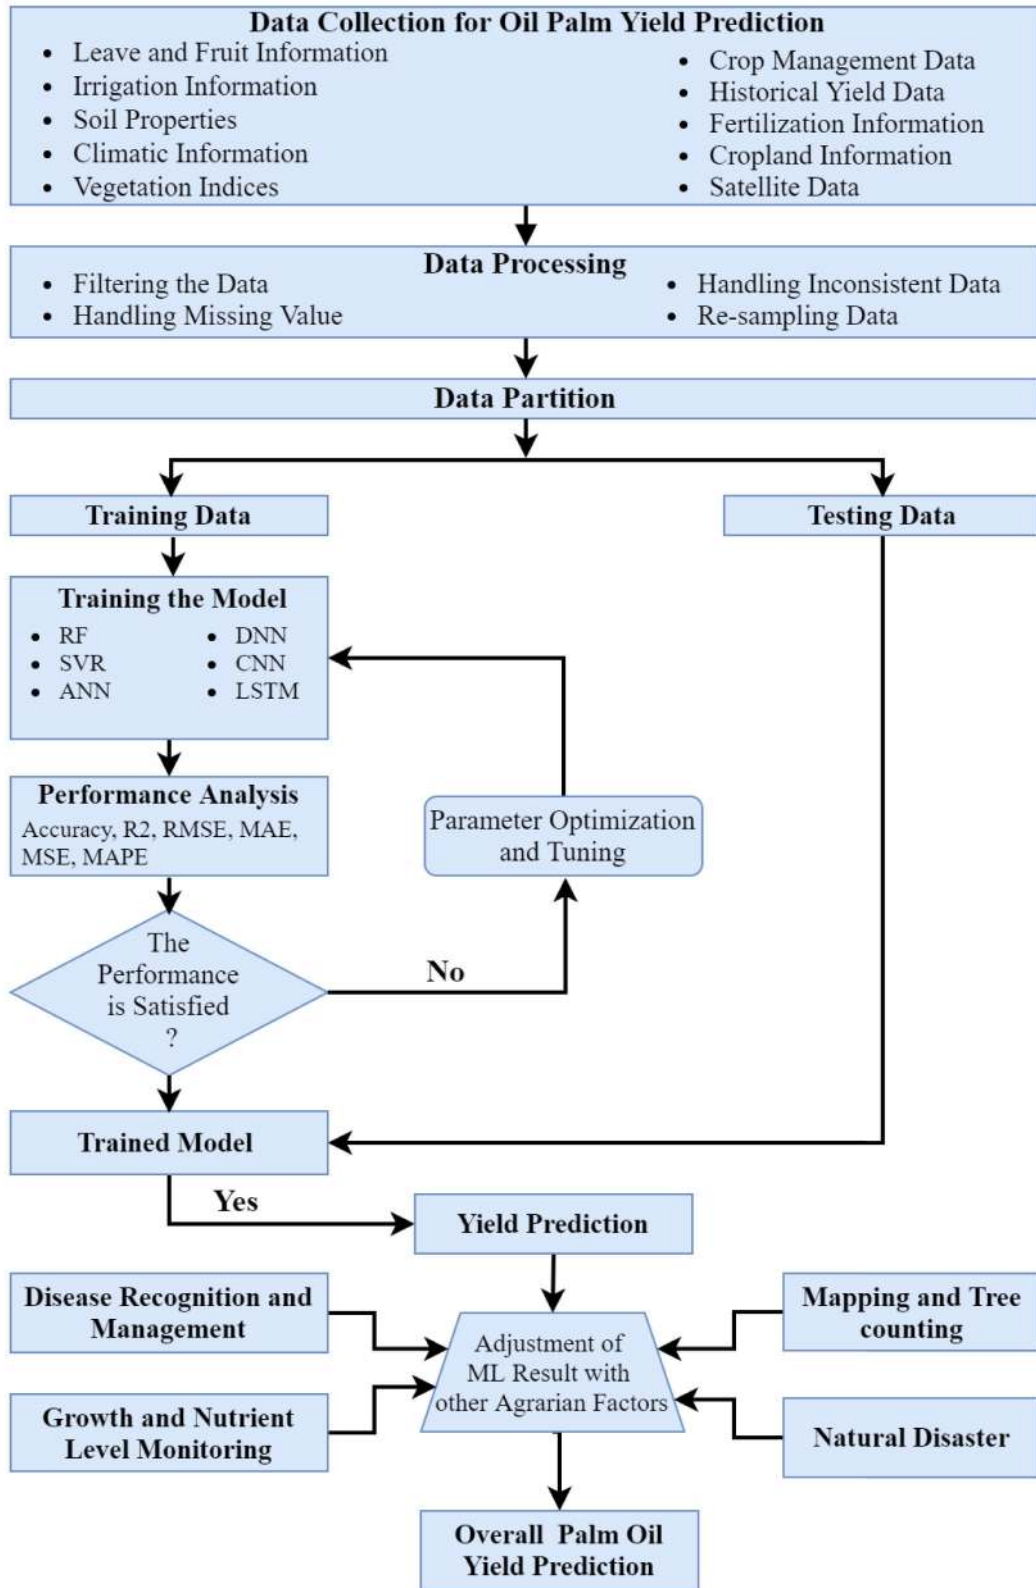 Data Collection for Oil Palm Yield Prediction
• Leave and Fruit Information
• Irrigation Information
• Soil Properties
• Climatic Information
• Vegetation Indices
• Crop Management Data
• Historical Yield Data
• Fertilization Information
• Cropland Information
• Satellite Data
Data Processing
• Filtering the Data
• Handling Missing Value
• Handling Inconsistent Data
• Re-sampling Data
Data Partition
Training Data
Testing Data
Training the Model
• RF
• SVR
• ANN
• DNN
• CNN
• LSTM
Performance Analysis
Accuracy, R2, RMSE, MAE,
MSE, MAPE
Parameter Optimization
and Tuning
The
Performance
is Satisfied
?
No
Trained Model
Yes
Yield Prediction
Disease Recognition and
Management
Mapping and Tree
counting
Adjustment of
ML Result with
other Agrarian Factors
Growth and Nutrient
Level Monitoring
Natural Disaster
Overall Palm Oil
Yield Prediction